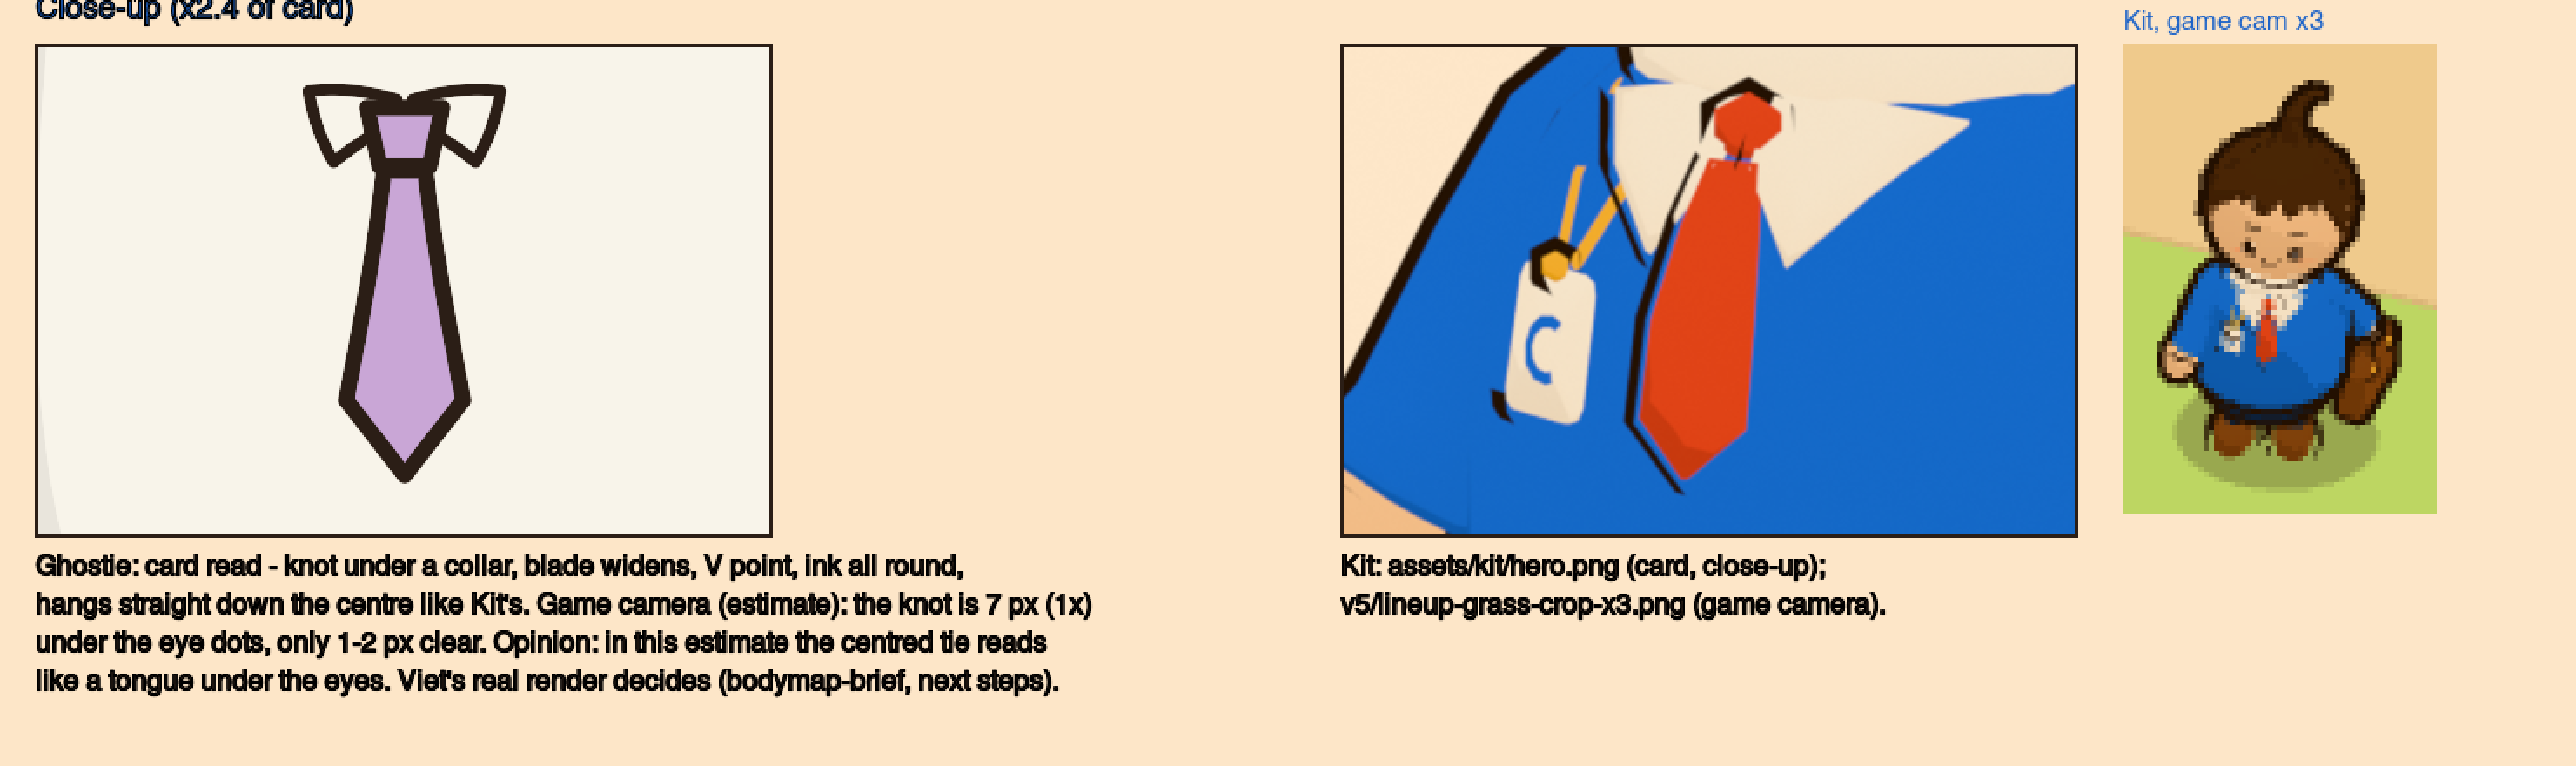 Close-up (x2.4 of card)
Kit, game cam x3
C
Ghostie: card read - knot under a collar, blade widens, V point, ink all round,
hangs straight down the centre like Kit's. Game camera (estimate): the knot is 7 px (1x)
under the eye dots, only 1-2 px clear. Opinion: in this estimate the centred tie reads
like a tongue under the eyes. Viet's real render decides (bodymap-brief, next steps).
Kit: assets/kit/hero.png (card, close-up);
v5/lineup-grass-crop-x3.png (game camera).